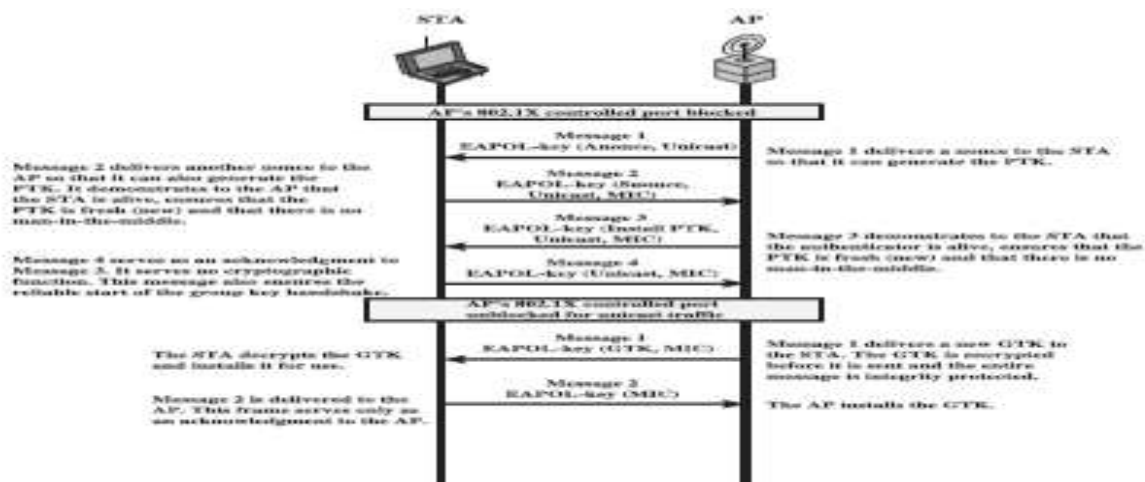 STA
AP
AP's 802.1X controlled port blocked
Message 1
EAPOL-key (Anonce, Unicast)
Message 1 delivers a nonce to the STA
so that it can generate the PTK.
Message 2 delivers another nonce to the
AP so that it can also generate the
PTK. It demonstrates to the AP that
the STA is alive, ensures that the
PTK is fresh (new) and that there is no
man-in-the-middle.
Message 2
EAPOL-key (Snonce,
Unicast, MIC)
Message 3
EAPOL-key (Install PTK,
Unicast, MIC)
Message 3 demonstrates to the STA that
the authenticator is alive, ensures that the
PTK is fresh (new) and that there is no
man-in-the-middle.
Message 4 serves as an acknowledgment to
Message 3. It serves no cryptographic
function. This message also ensures the
reliable start of the group key handshake.
Message 4
EAPOL-key (Unicast, MIC)
AP's 802.1X controlled port
unblocked for unicast traffic
Message 1
EAPOL-key (GTK, MIC)
Message 1 delivers a new GTK to
the STA. The GTK is encrypted
before it is sent and the entire
message is integrity protected.
The STA decrypts the GTK
and installs it for use.
Message 2
EAPOL-key (MIC)
Message 2 is delivered to the
AP. This frame serves only as
an acknowledgment to the AP.
The AP installs the GTK.